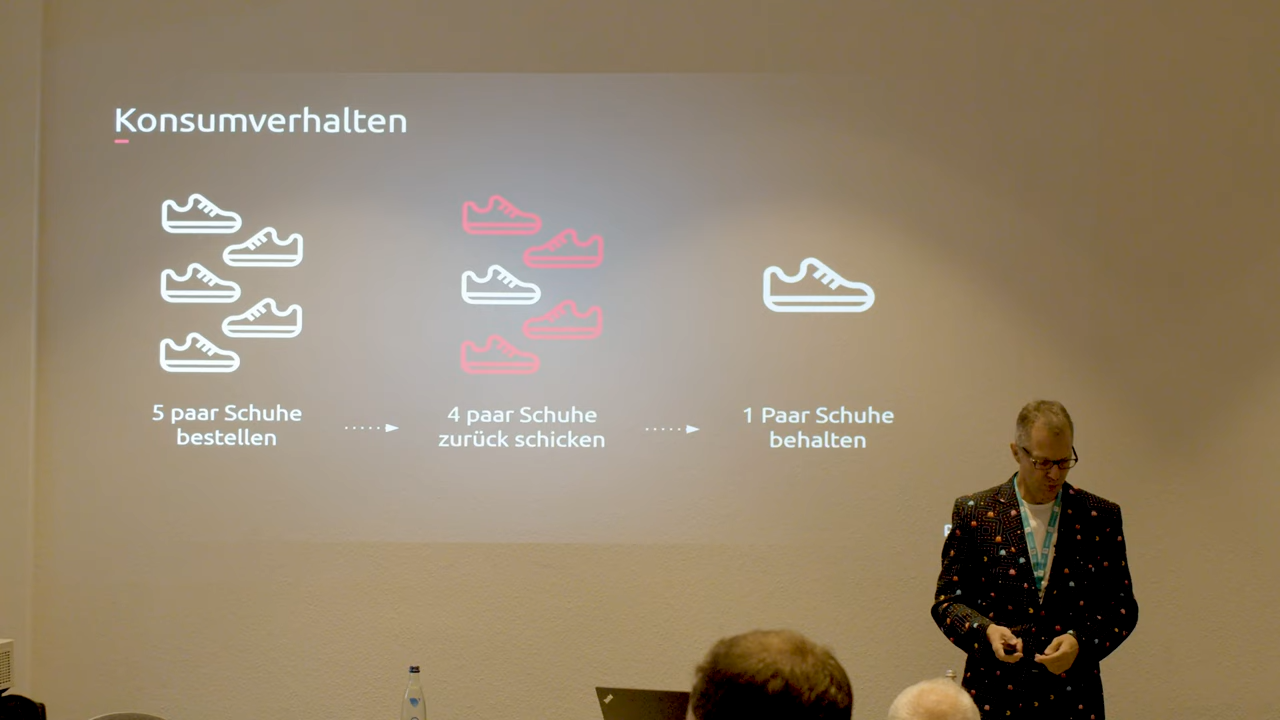 Konsumverhalten
5 paar Schuhe
bestellen
4 paar Schuhe
zurück schicken
1 Paar Schuhe
behalten